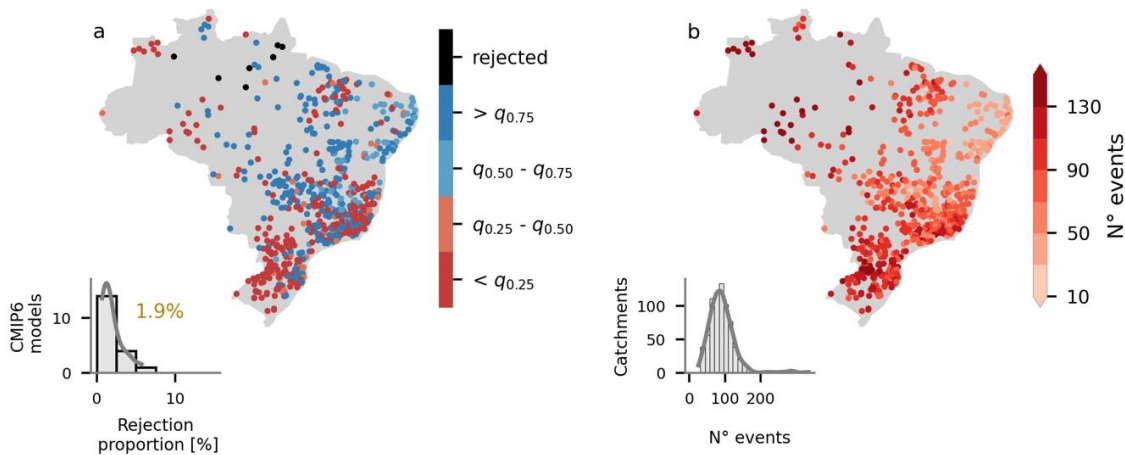 a
rejected
> q0.75
q0.50 - q0.75
q0.25 - q0.50
< q0.25
CMIP6
models
10
0
1.9%
0
10
Rejection
proportion [%]
b
130
90
50
10
N° events
Catchments
100
50
0
0
100
200
N° events